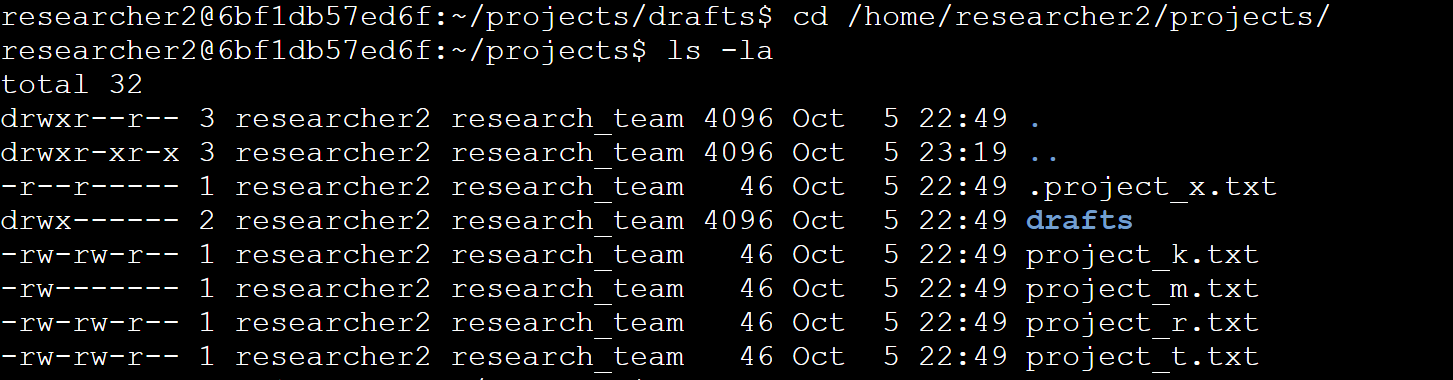 researcher2@6bf1db57ed6f:~/projects/drafts$ cd /home/researcher2/projects/
researcher2@6bf1db57ed6f:~/projects$ ls -la
total 32
drwxr--r-- 3 researcher2 research_team 4096 Oct  5 22:49 .
drwxr-xr-x 3 researcher2 research_team 4096 Oct  5 23:19 ..
-r--r----- 1 researcher2 research_team   46 Oct  5 22:49 .project_x.txt
drwx------ 2 researcher2 research_team 4096 Oct  5 22:49 drafts
-rw-rw-r-- 1 researcher2 research_team   46 Oct  5 22:49 project_k.txt
-rw------- 1 researcher2 research_team   46 Oct  5 22:49 project_m.txt
-rw-rw-r-- 1 researcher2 research_team   46 Oct  5 22:49 project_r.txt
-rw-rw-r-- 1 researcher2 research_team   46 Oct  5 22:49 project_t.txt